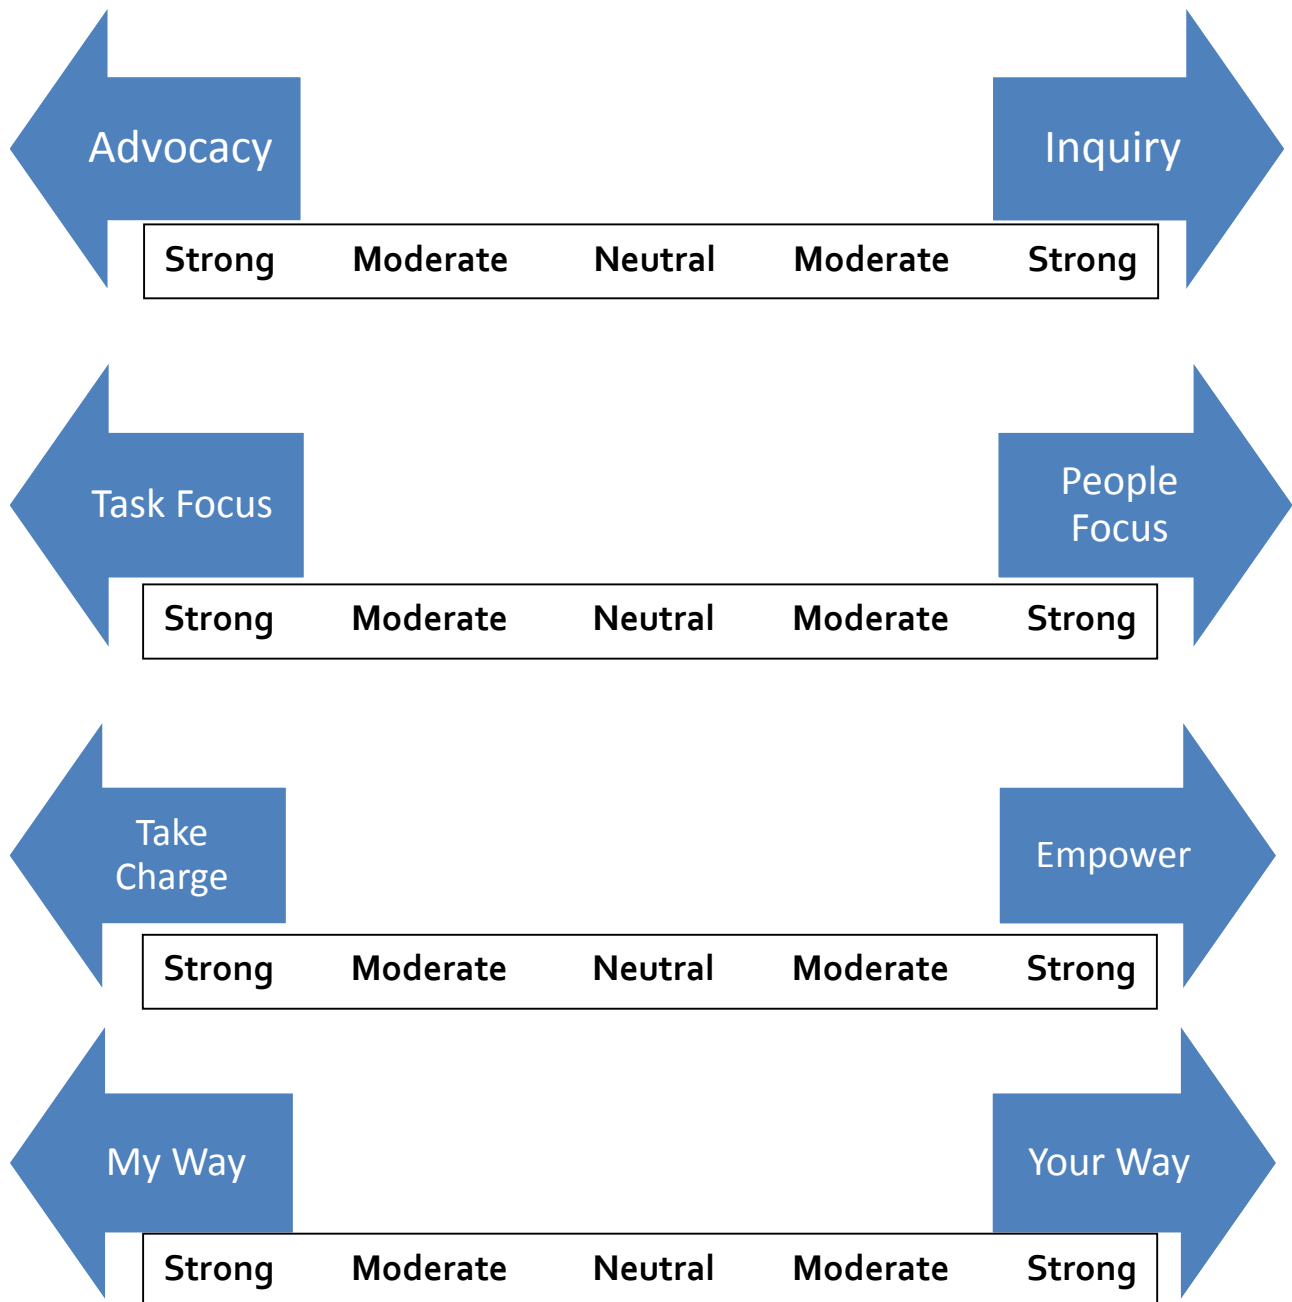 Advocacy
Inquiry
Strong Moderate Neutral Moderate Strong
Task Focus
People
Focus
Strong Moderate Neutral Moderate Strong
Take
Charge
Empower
Strong Moderate Neutral Moderate Strong
My Way
Your Way
Strong Moderate Neutral Moderate Strong